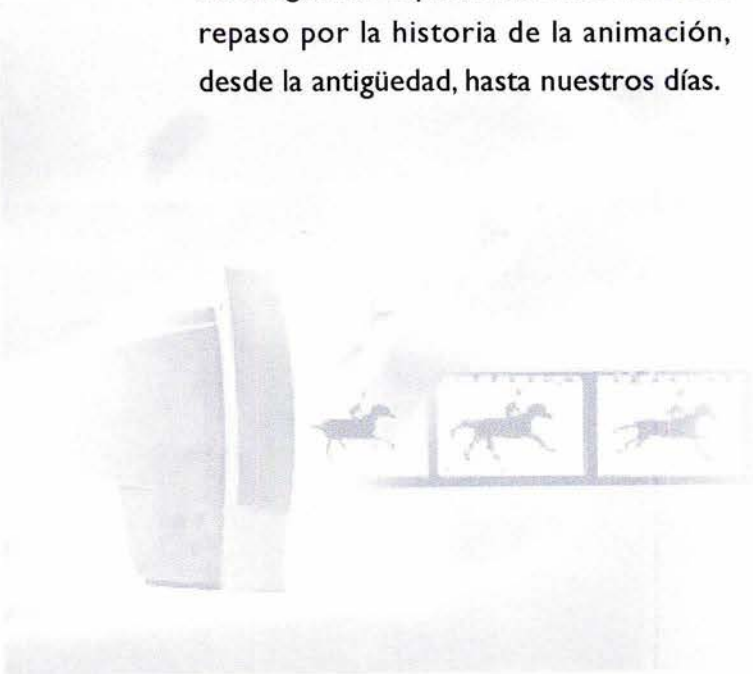 repaso por la historia de la animación,
desde la antigüedad, hasta nuestros días.